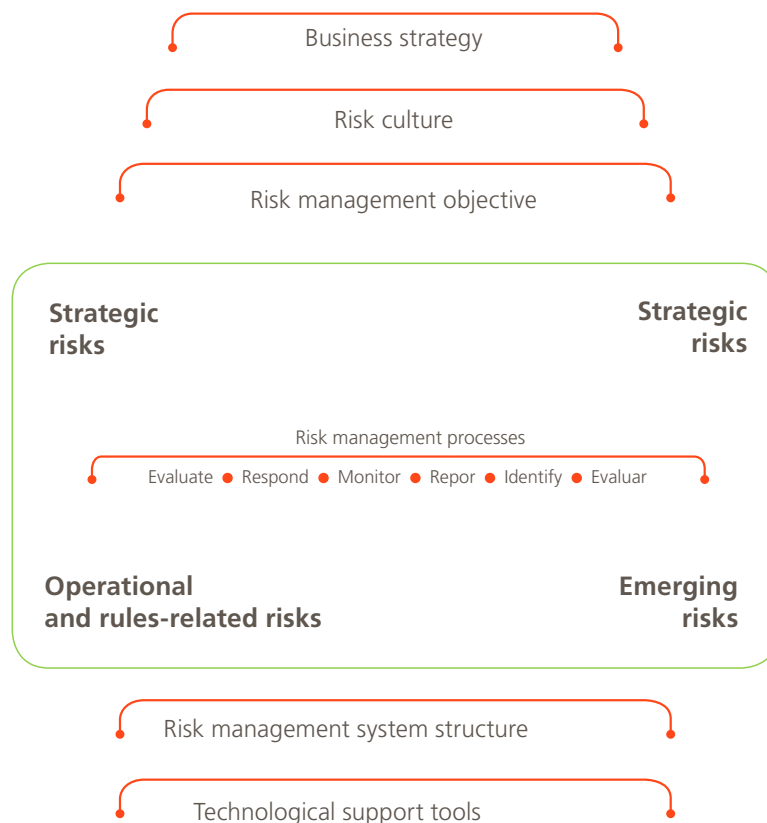 Business strategy
Risk culture
Risk management objective
Strategic
risks
Strategic
risks
Risk management processes
Evaluate ● Respond ● Monitor ● Repor ● Identify ● Evaluar
Operational
and rules-related risks
Emerging
risks
Risk management system structure
Technological support tools